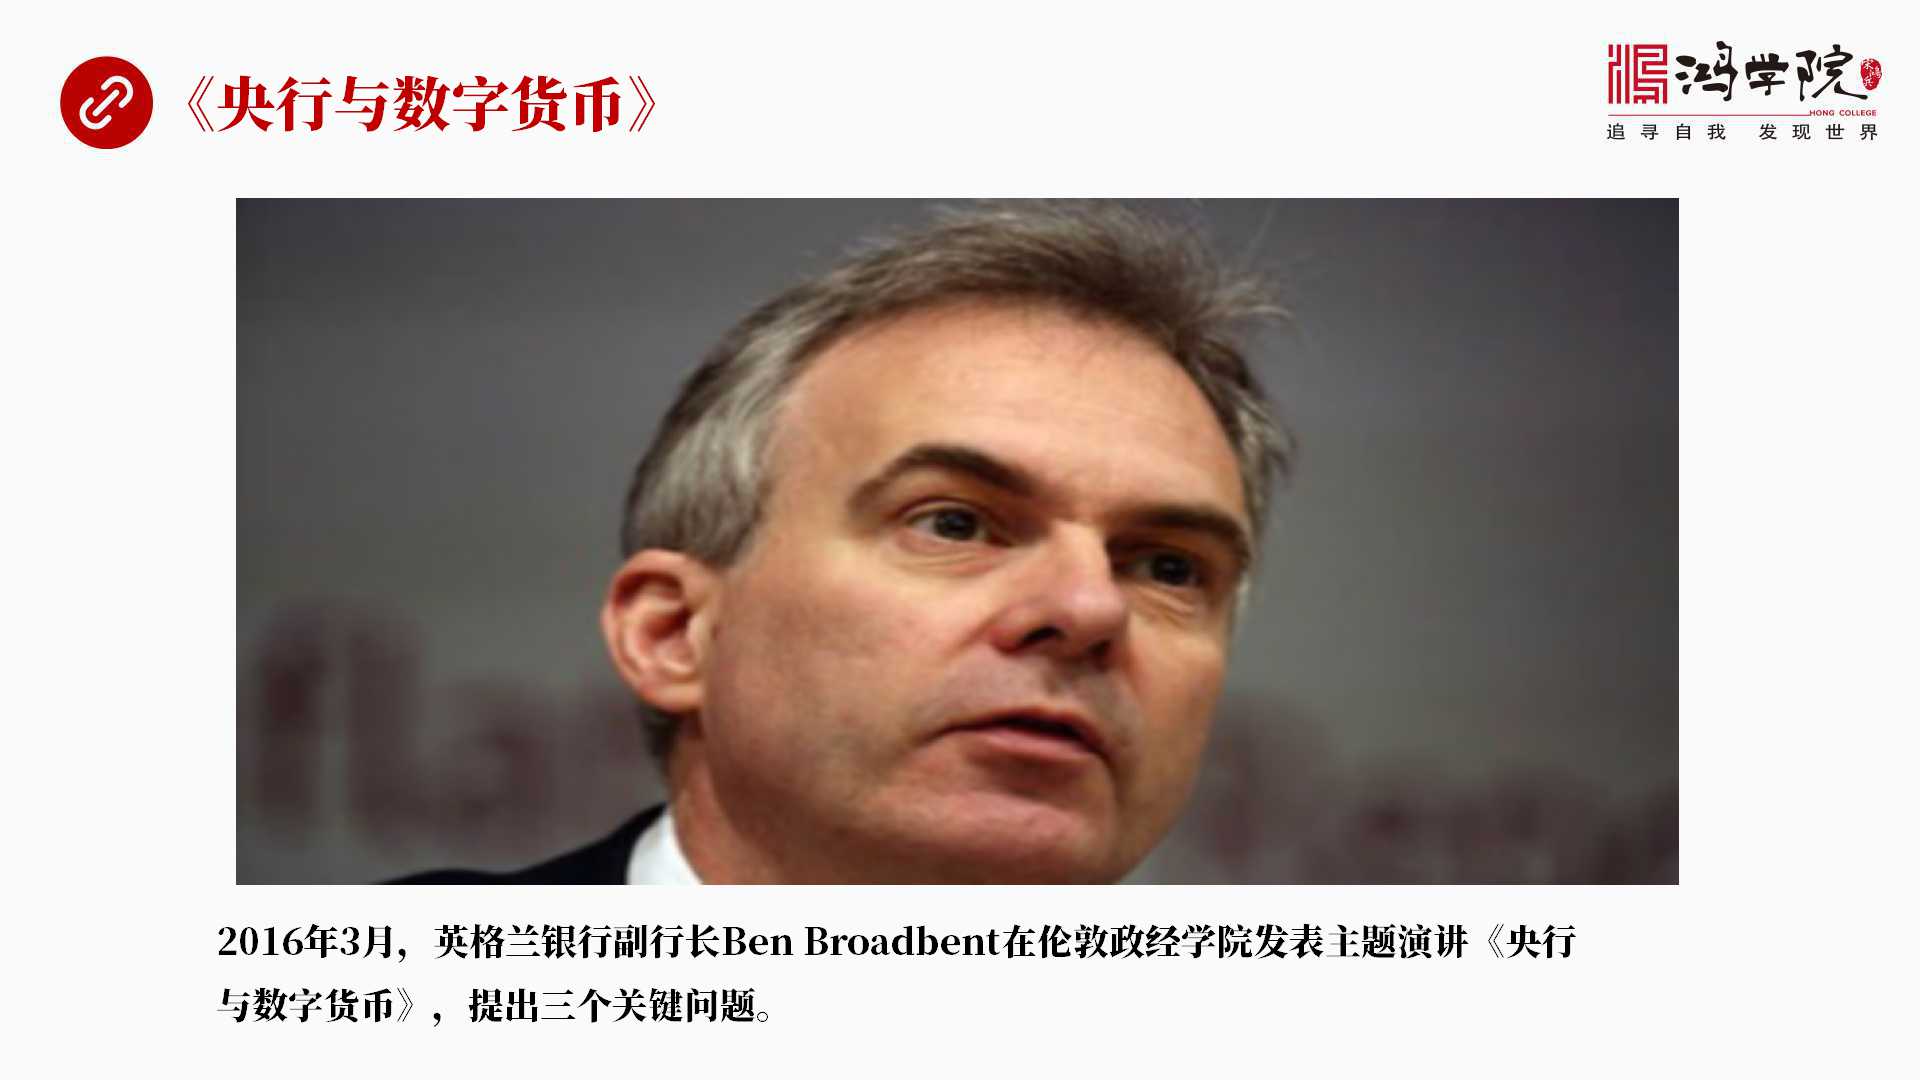 《央行与数字货币》
鸿学院
宋鸿兵
HONG COLLEGE
追寻自我 发现世界
2016年3月，英格兰银行副行长Ben Broadbent在伦敦政经学院发表主题演讲《央行
与数字货币》，提出三个关键问题。